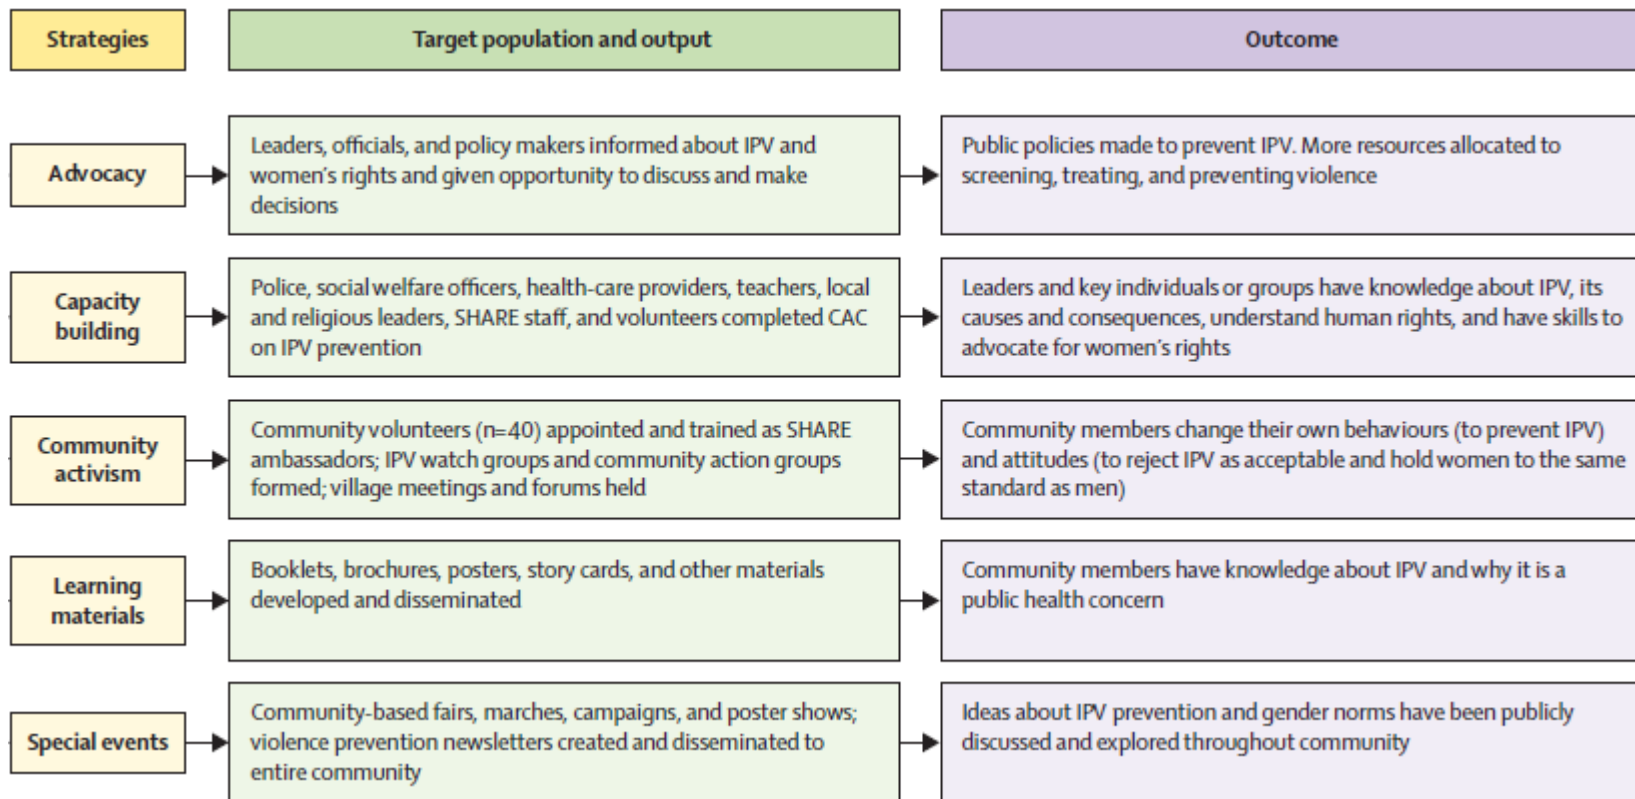 Strategies
Target population and output
Outcome
Advocacy
Leaders, officials, and policy makers informed about IPV and
women's rights and given opportunity to discuss and make
decisions
Public policies made to prevent IPV. More resources allocated to
screening, treating, and preventing violence
Capacity
building
Police, social welfare officers, health-care providers, teachers, local
and religious leaders, SHARE staff, and volunteers completed CAC
on IPV prevention
Leaders and key individuals or groups have knowledge about IPV, its
causes and consequences, understand human rights, and have skills to
advocate for women's rights
Community
activism
Community volunteers (n=40) appointed and trained as SHARE
ambassadors; IPV watch groups and community action groups
formed; village meetings and forums held
Community members change their own behaviours (to prevent IPV)
and attitudes (to reject IPV as acceptable and hold women to the same
standard as men)
Learning
materials
Booklets, brochures, posters, story cards, and other materials
developed and disseminated
Community members have knowledge about IPV and why it is a
public health concern
Special events
Community-based fairs, marches, campaigns, and poster shows;
violence prevention newsletters created and disseminated to
entire community
Ideas about IPV prevention and gender norms have been publicly
discussed and explored throughout community